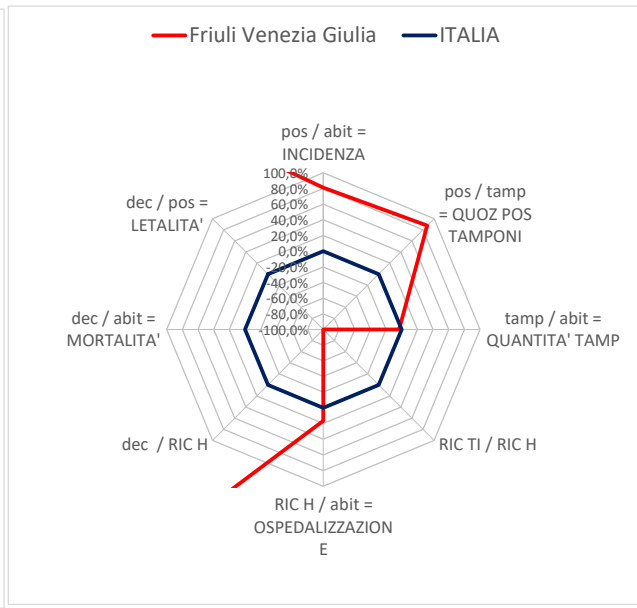 Friuli Venezia Giulia
ITALIA
pos / abit =
INCIDENZA
100,0%
80,0%
60,0%
40,0%
20,0%
0,0%
-20,0%
-40,0%
-60,0%
-80,0%
-100,0%
pos / tamp
= QUOZ POS
TAMPONI
tamp / abit =
QUANTITA' TAMP
RIC TI / RIC H
RIC H / abit =
OSPEDALIZZAZION
E
dec / RIC H
dec / abit =
MORTALITA'
dec / pos =
LETALITA'